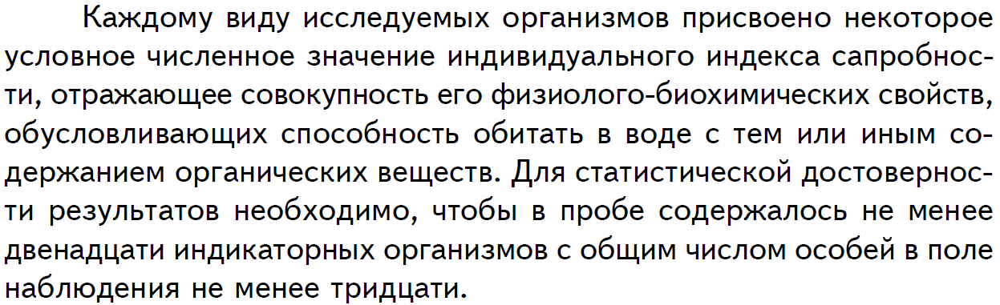 Каждому виду исследуемых организмов присвоено некоторое
условное численное значение индивидуального индекса сапробнос-
ти, отражающее совокупность его физиолого-биохимических свойств,
обусловливающих способность обитать в воде с тем или иным со-
держанием органических веществ. Для статистической достовернос-
ти результатов необходимо, чтобы в пробе содержалось не менее
двенадцати индикаторных организмов с общим числом особей в поле
наблюдения не менее тридцати.